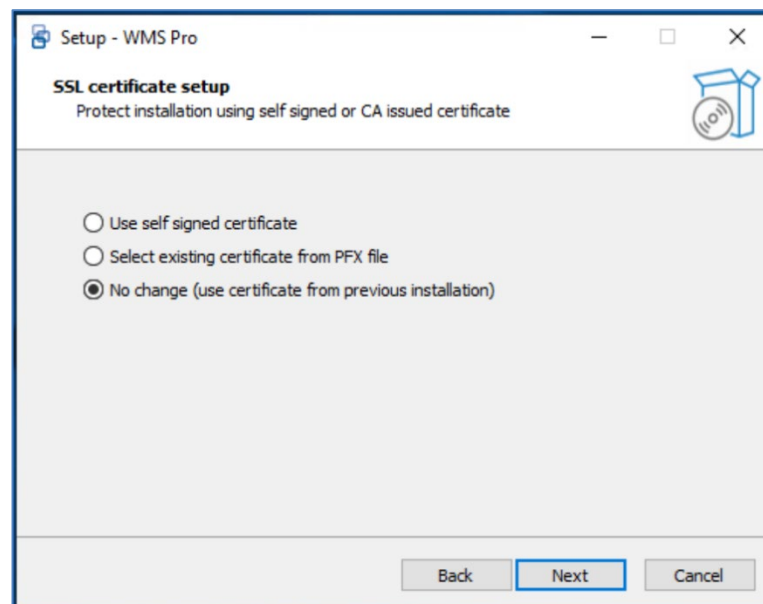 Setup - WMS Pro
SSL certificate setup
Protect installation using self signed or CA issued certificate
Use self signed certificate
Select existing certificate from PFX file
No change (use certificate from previous installation)
Back Next Cancel